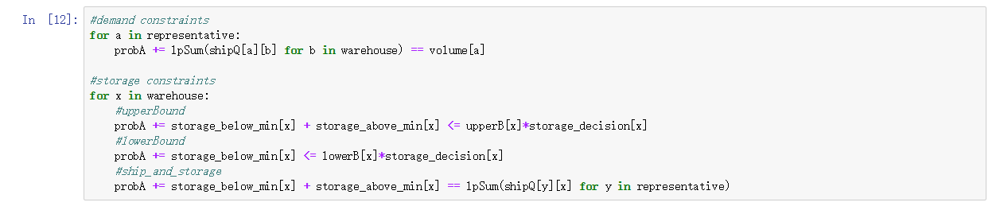 In [12]:
#demand constraints
for a in representative:
    probA += lpSum(shipQ[a][b] for b in warehouse) == volume[a]

#storage constraints
for x in warehouse:
    #upperBound
    probA += storage_below_min[x] + storage_above_min[x] <= upperB[x]*storage_decision[x]
    #lowerBound
    probA += storage_below_min[x] <= lowerB[x]*storage_decision[x]
    #ship_and_storage
    probA += storage_below_min[x] + storage_above_min[x] == lpSum(shipQ[y][x] for y in representative)